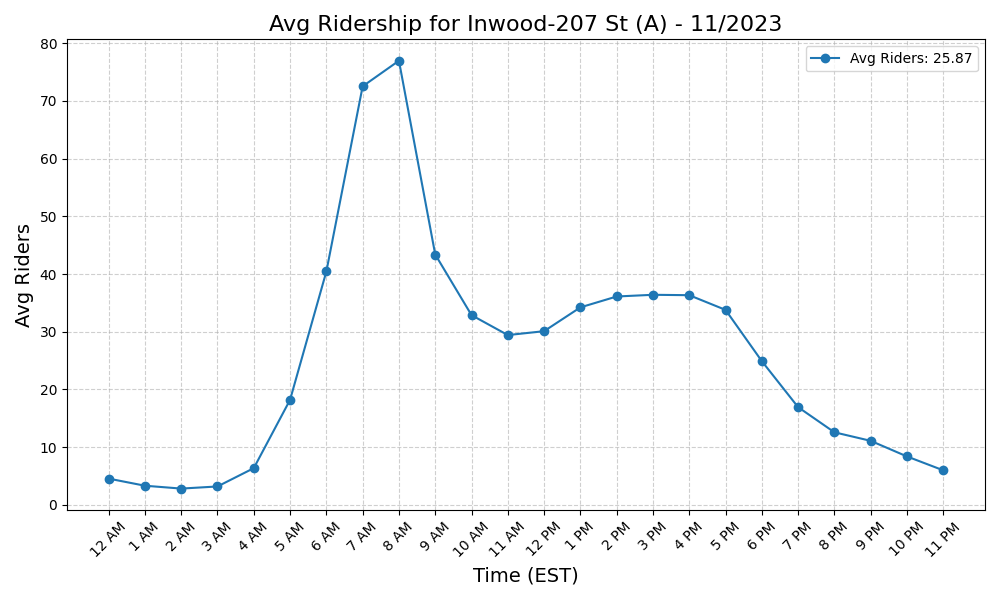 Avg Ridership for Inwood-207 St (A) - 11/2023
Avg Riders: 25.87
Avg Riders
80
70
60
50
40
30
20
10
0
12 AM
1 AM
2 AM
3 AM
4 AM
5 AM
6 AM
7 AM
8 AM
9 AM
10 AM
11 AM
12 PM
1 PM
2 PM
3 PM
4 PM
5 PM
6 PM
7 PM
8 PM
9 PM
10 PM
11 PM
Time (EST)